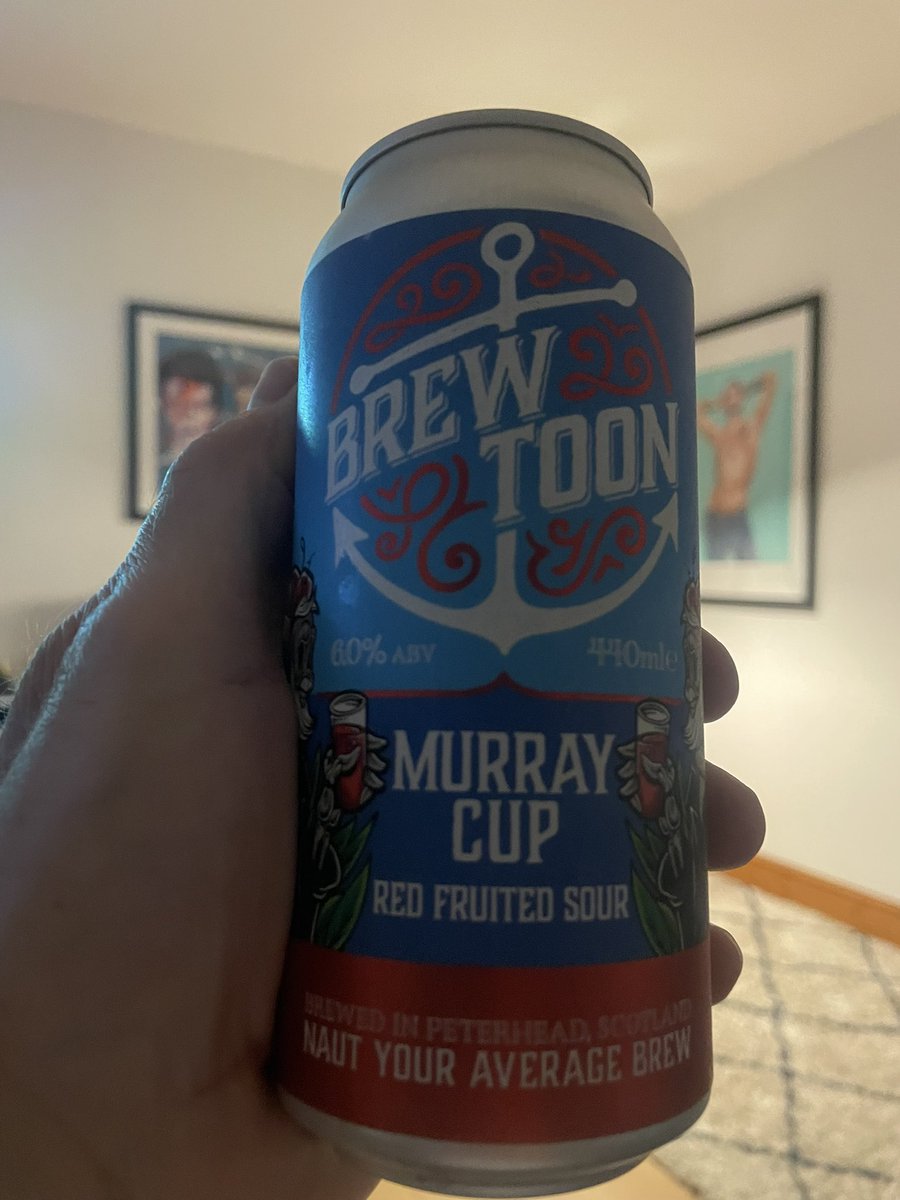 BREW
TOON
6.0% ABV
440ml e
MURRAY
CUP
RED FRUITED SOUR
BREWED IN PETERHEAD, SCOTLAND
NAUT YOUR AVERAGE BREW